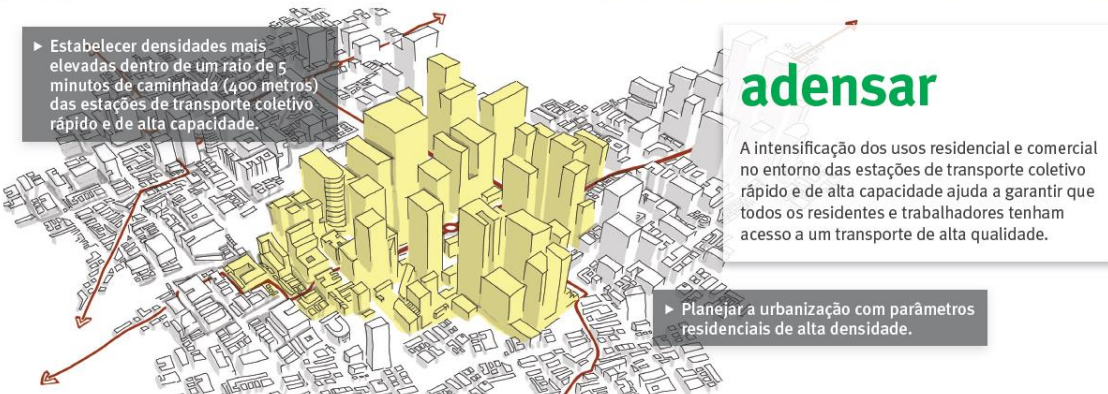 ► Estabelecer densidades mais
elevadas dentro de um raio de 5
minutos de caminhada (400 metros)
das estações de transporte coletivo
rápido e de alta capacidade.
adensar
A intensificação dos usos residencial e comercial
no entorno das estações de transporte coletivo
rápido e de alta capacidade ajuda a garantir que
todos os residentes e trabalhadores tenham
acesso a um transporte de alta qualidade.
► Planejar a urbanização com parâmetros
residenciais de alta densidade.